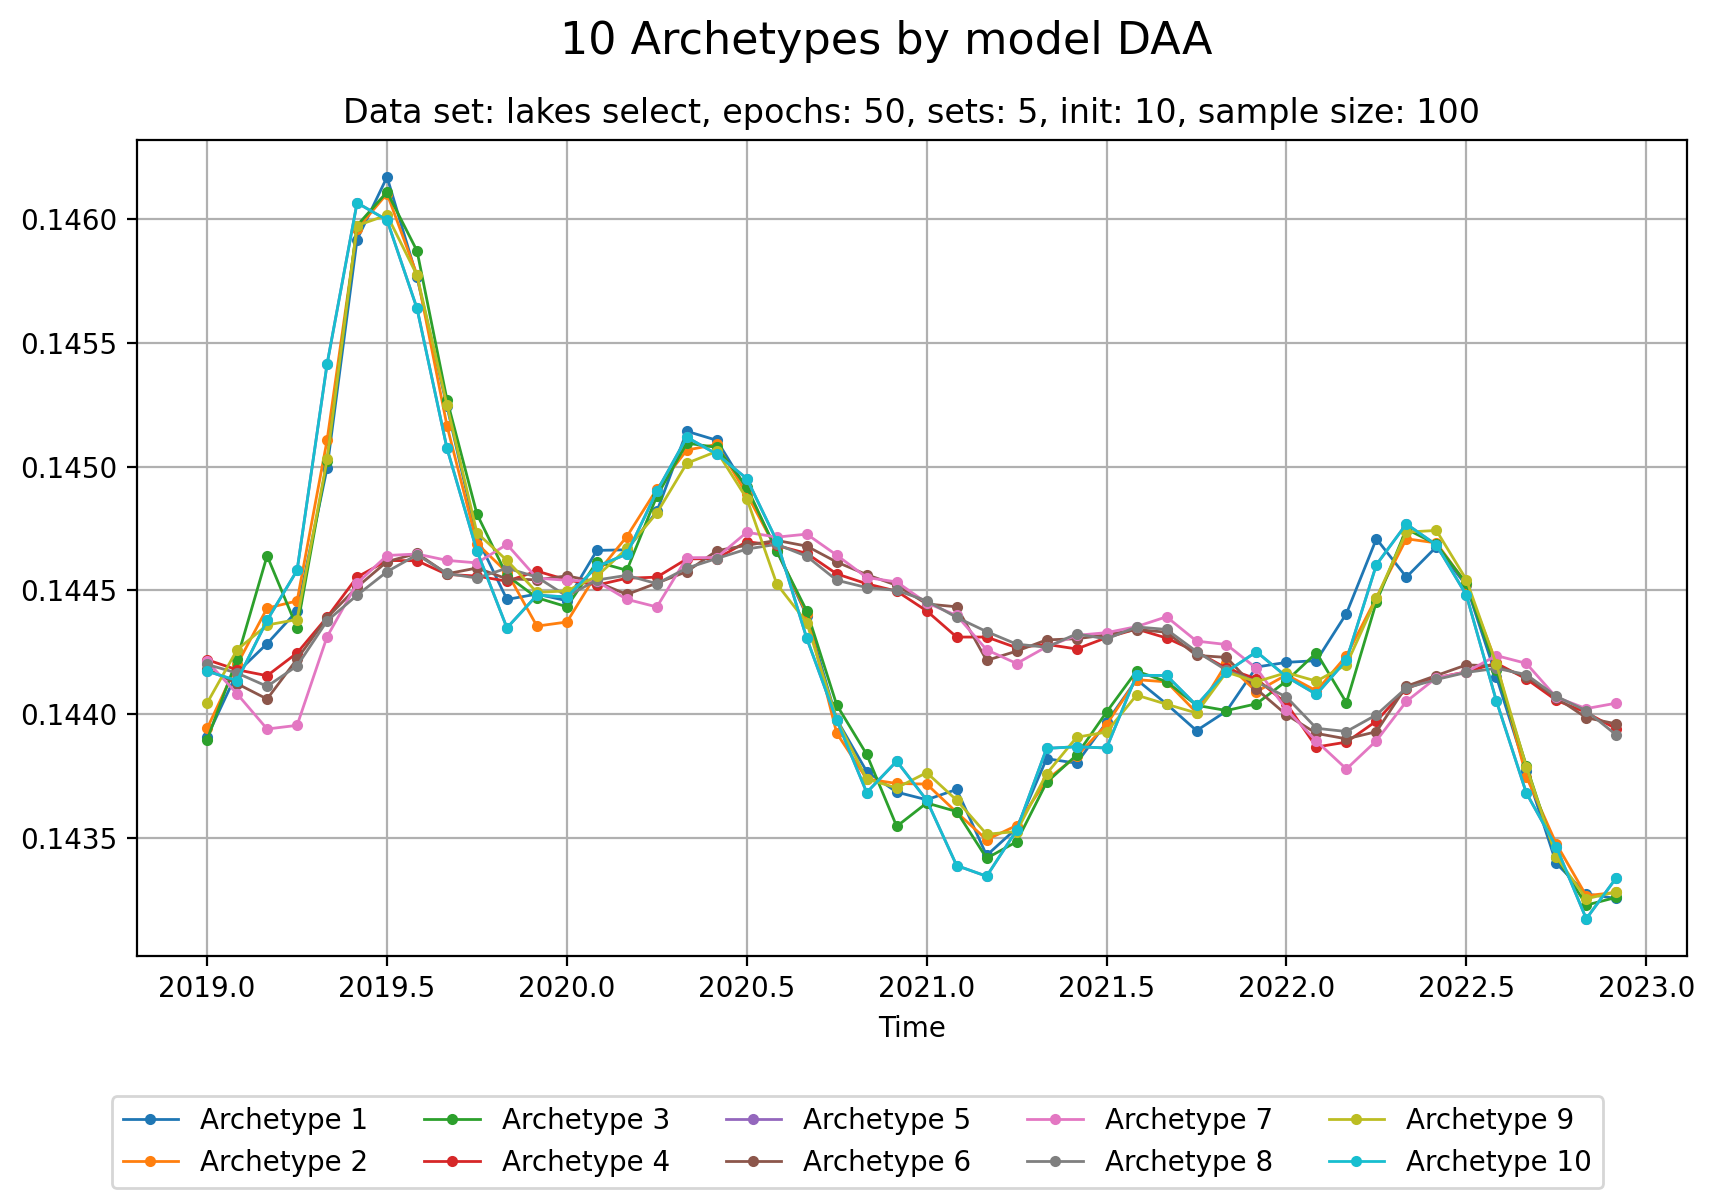 10 Archetypes by model DAA
Data set: lakes select, epochs: 50, sets: 5, init: 10, sample size: 100
0.1460
0.1455
0.1450
0.1445
0.1440
0.1435
2019.0 2019.5 2020.0 2020.5 2021.0 2021.5 2022.0 2022.5 2023.0
Time
Archetype 1 Archetype 3 Archetype 5 Archetype 7 Archetype 9
Archetype 2 Archetype 4 Archetype 6 Archetype 8 Archetype 10